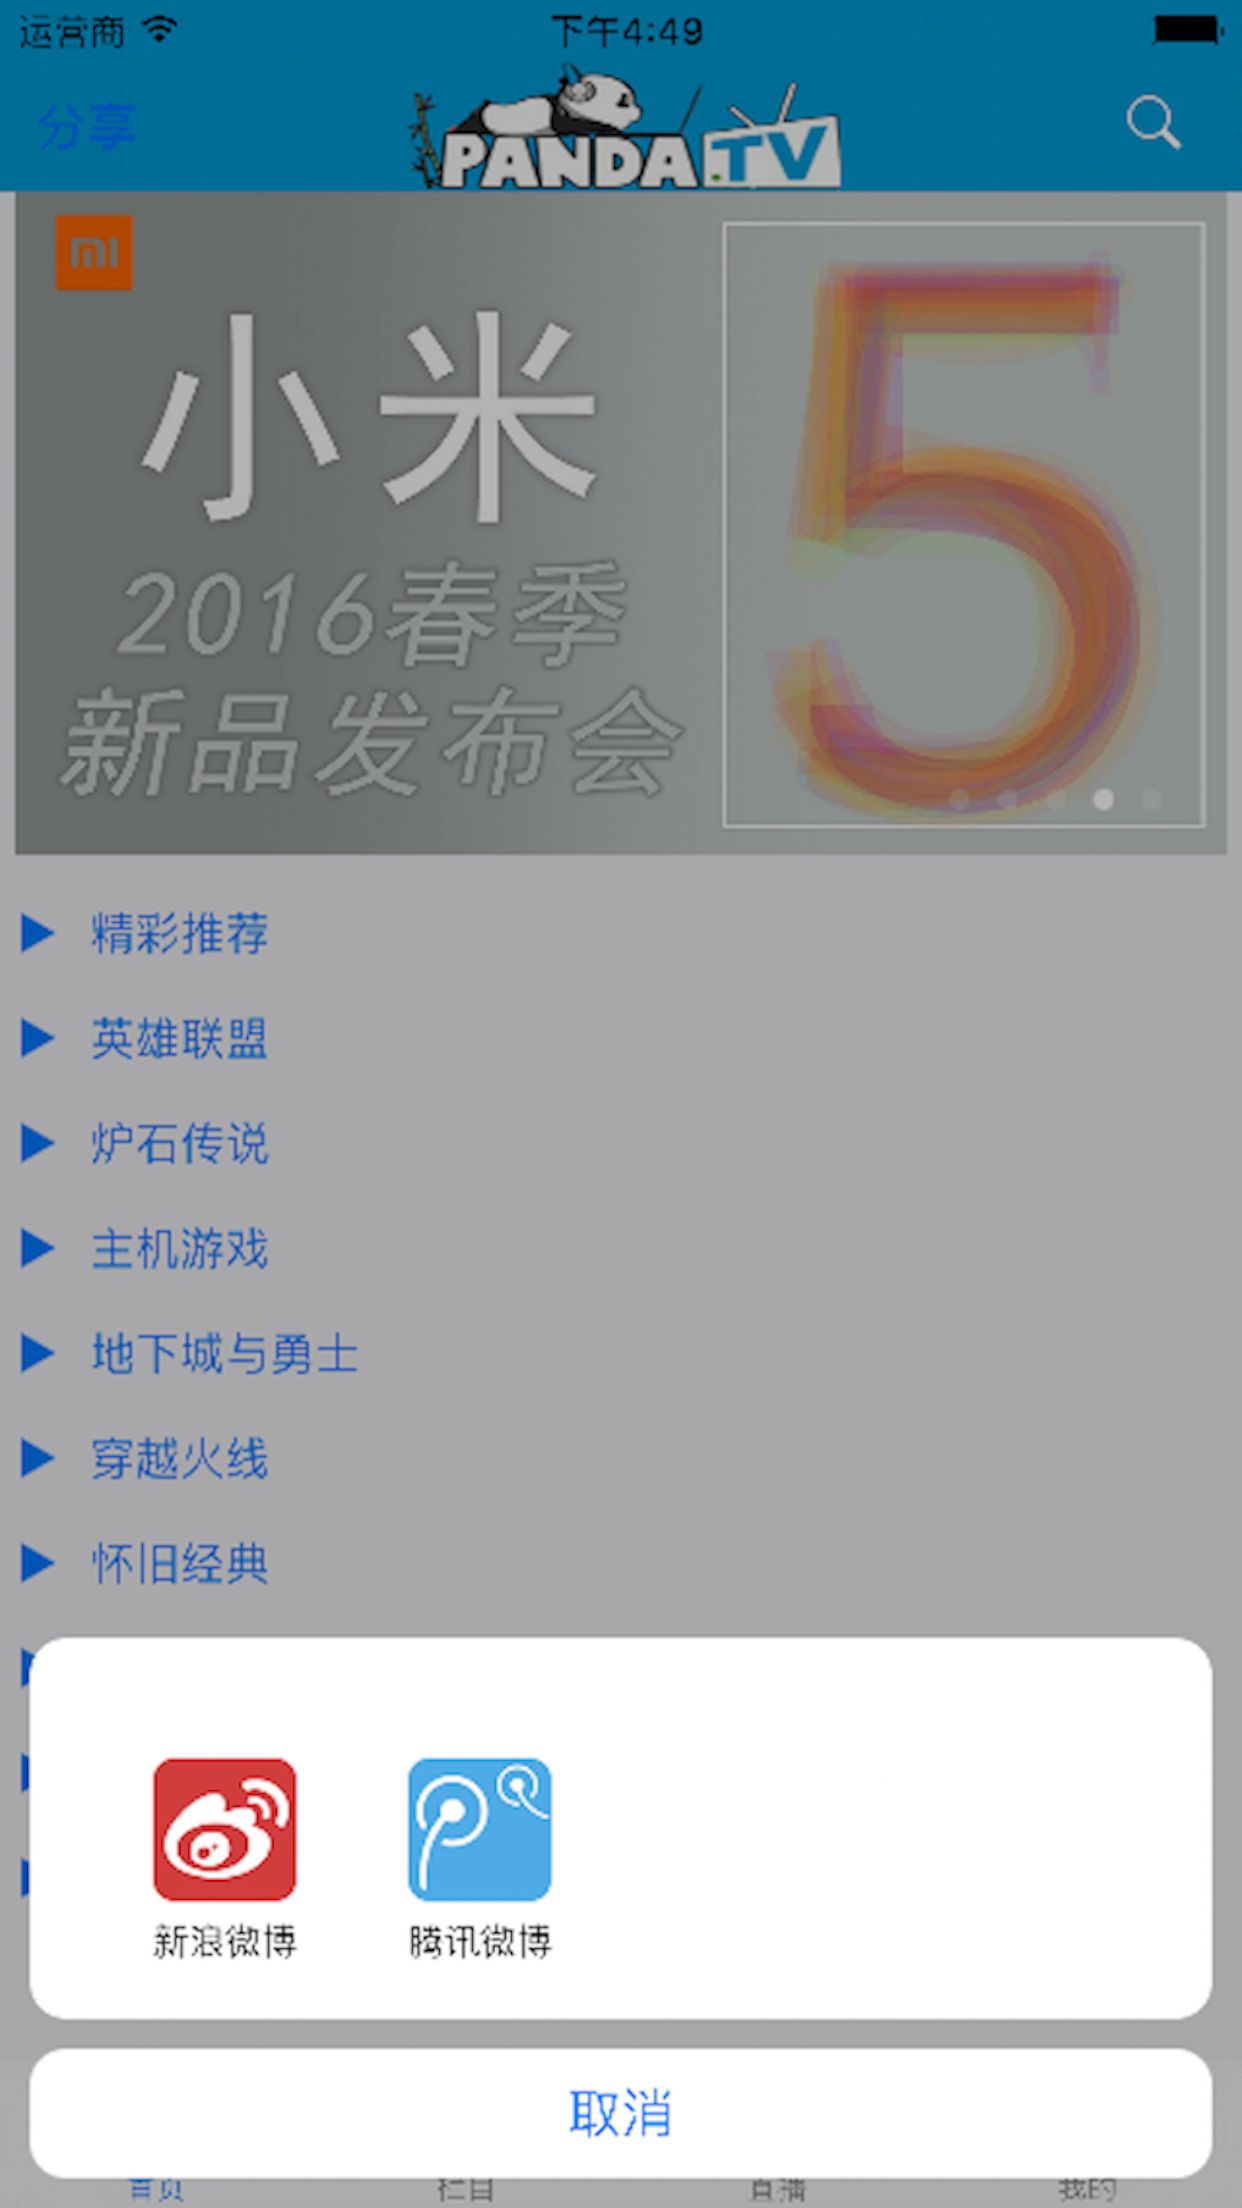 运营商
下午4:49
分享
PANDA.TV
mi
小米
5
2016春季
新品发布会
精彩推荐
英雄联盟
炉石传说
主机游戏
地下城与勇士
穿越火线
怀旧经典
新浪微博
腾讯微博
取消
首页
栏目
直播
我的